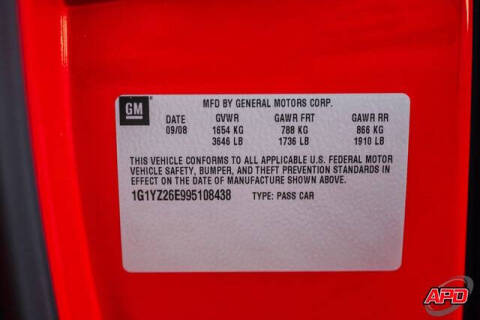 GM
MFD BY GENERAL MOTORS CORP.
DATE GVWR GAWR FRT GAWR RR
09/08 1654 KG 788 KG 866 KG
3646 LB 1736 LB 1910 LB
THIS VEHICLE CONFORMS TO ALL APPLICABLE U.S. FEDERAL MOTOR
VEHICLE SAFETY, BUMPER, AND THEFT PREVENTION STANDARDS IN
EFFECT ON THE DATE OF MANUFACTURE SHOWN ABOVE.
1G1YZ26E995108438 TYPE: PASS CAR
APD